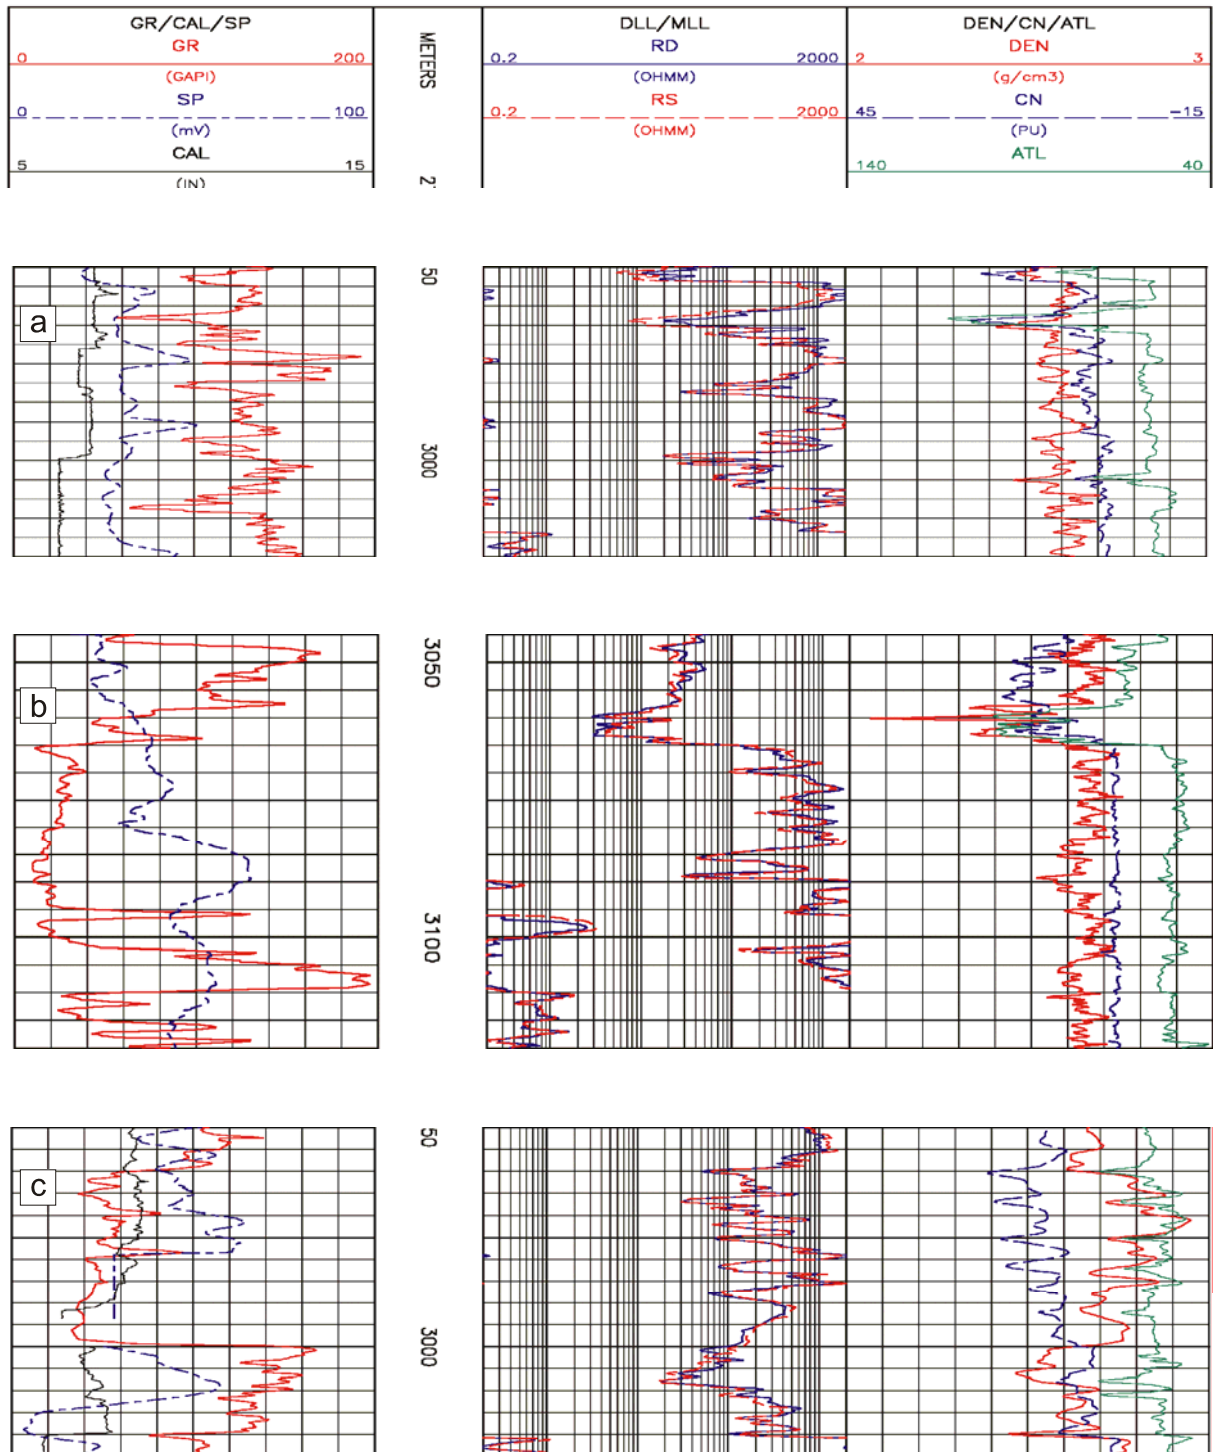 GR/CAL/SP
GR
0 200
(GAPI)
SP
0 100
(mV)
CAL
5 15
(IN)
METERS
DLL/MLL
RD
0.2 2000
(OHMM)
RS
0.2 2000
(OHMM)
DEN/CN/ATL
DEN
2 3
(g/cm3)
CN
45 -15
(PU)
ATL
140 40
a
50
3000
b
3050
3100
c
50
3000